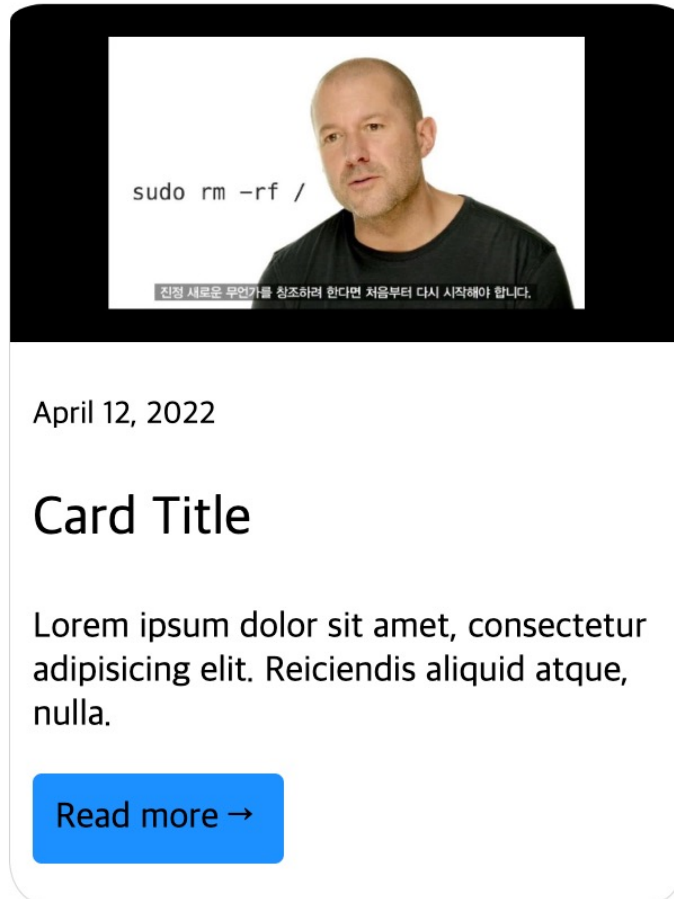 sudo rm –rf /
진정 새로운 무언가를 창조하려 한다면 처음부터 다시 시작해야 합니다.
April 12, 2022
Card Title
Lorem ipsum dolor sit amet, consectetur
adipisicing elit. Reiciendis aliquid atque,
nulla.
Read more →